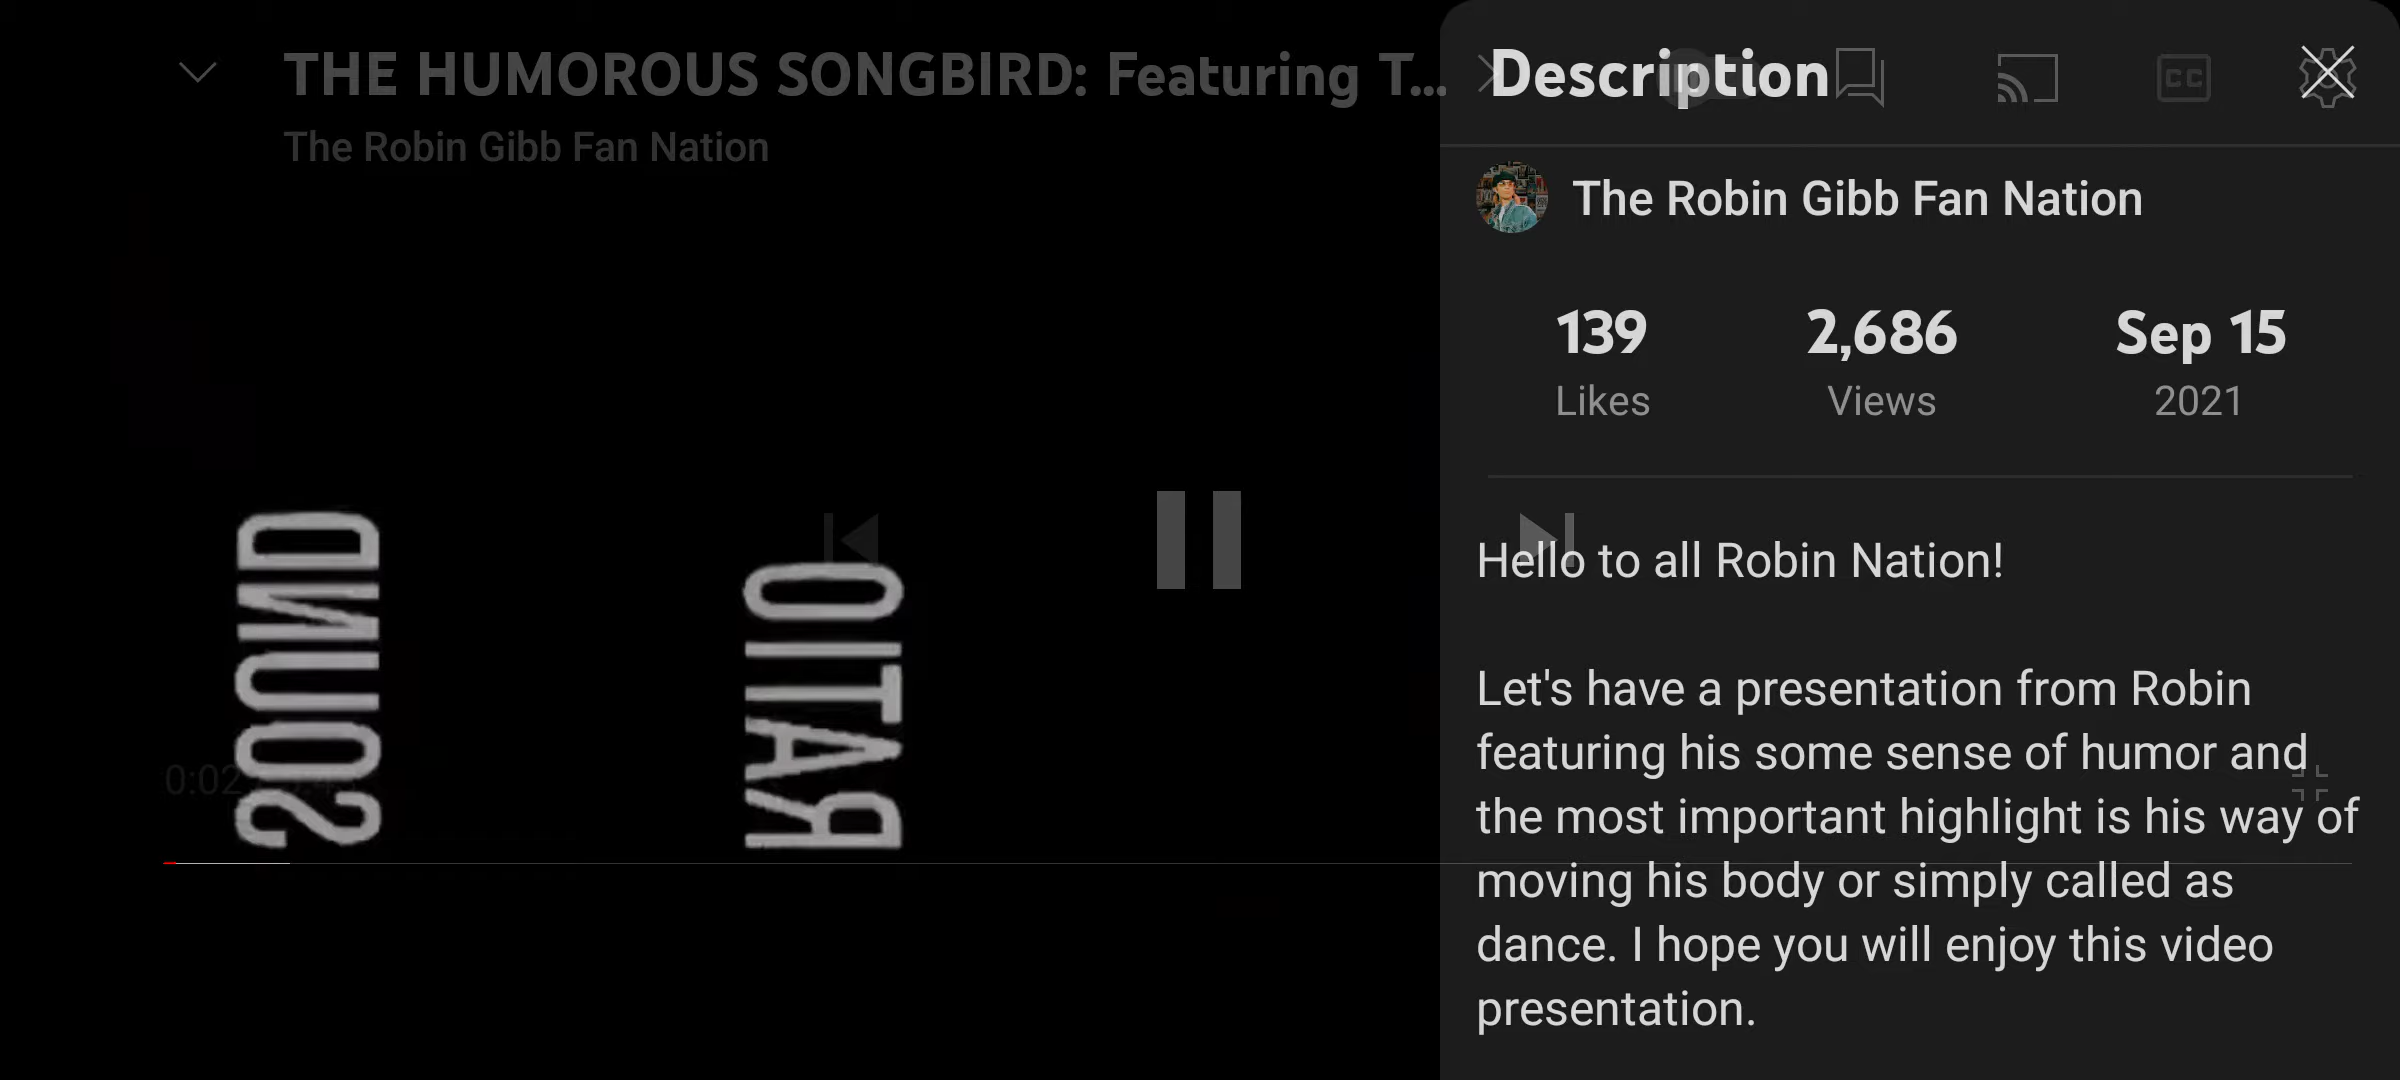 THE HUMOROUS SONGBIRD: Featuring T...
The Robin Gibb Fan Nation
SOUND
RATIO
0:02
Description
CC
The Robin Gibb Fan Nation
139
Likes
2,686
Views
Sep 15
2021
Hello to all Robin Nation!
Let's have a presentation from Robin
featuring his some sense of humor and
the most important highlight is his way of
moving his body or simply called as
dance. I hope you will enjoy this video
presentation.